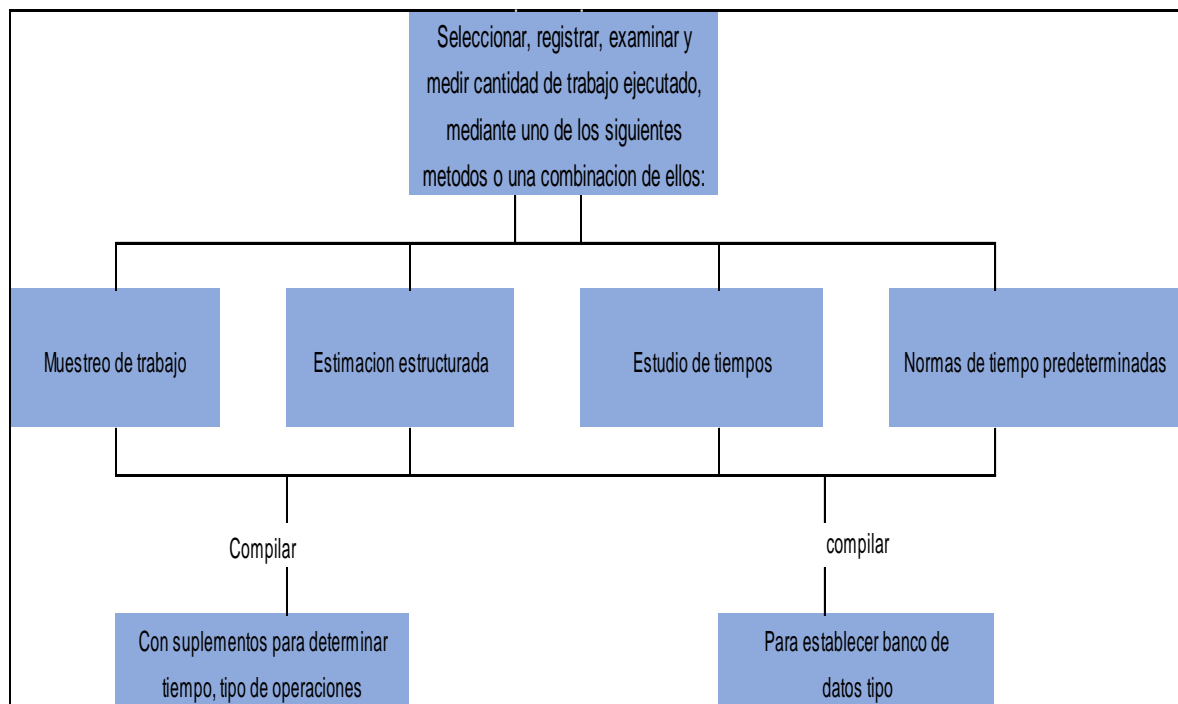 Seleccionar, registrar, examinar y
medir cantidad de trabajo ejecutado,
mediante uno de los siguientes
metodos o una combinacion de ellos:
Muestreo de trabajo
Estimacion estructurada
Estudio de tiempos
Normas de tiempo predeterminadas
Compilar
compilar
Con suplementos para determinar
tiempo, tipo de operaciones
Para establecer banco de
datos tipo